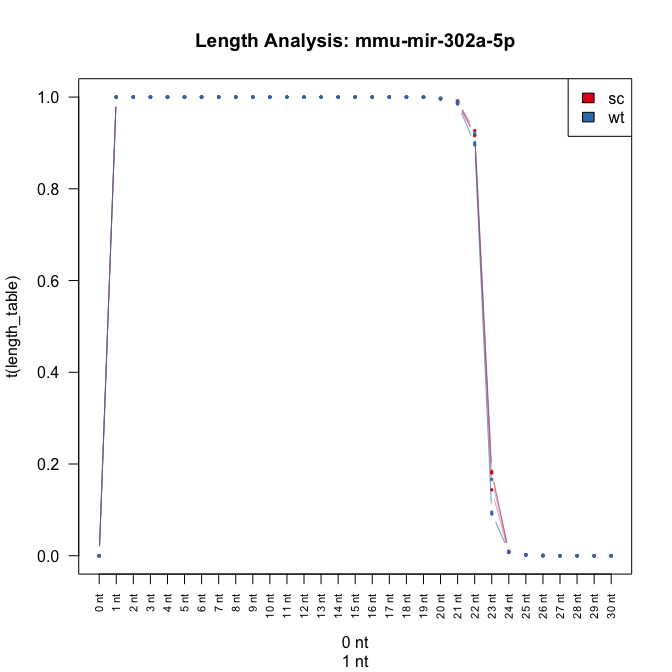 Length Analysis: mmu-mir-302a-5p
sc
wt
t(length_table)
1.0
0.8
0.6
0.4
0.2
0.0
0 nt
1 nt
2 nt
3 nt
4 nt
5 nt
6 nt
7 nt
8 nt
9 nt
10 nt
11 nt
12 nt
13 nt
14 nt
15 nt
16 nt
17 nt
18 nt
19 nt
20 nt
21 nt
22 nt
23 nt
24 nt
25 nt
26 nt
27 nt
28 nt
29 nt
30 nt
0 nt
1 nt